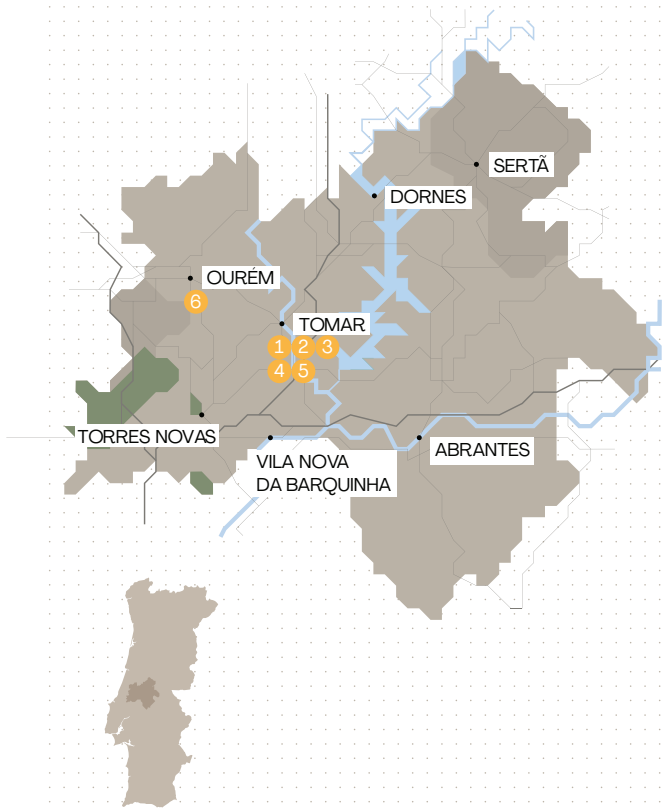 SERTÃ
DORNES
OURÉM
6
TOMAR
1 2 3
4 5
TORRES NOVAS
ABRANTES
VILA NOVA
DA BARQUINHA